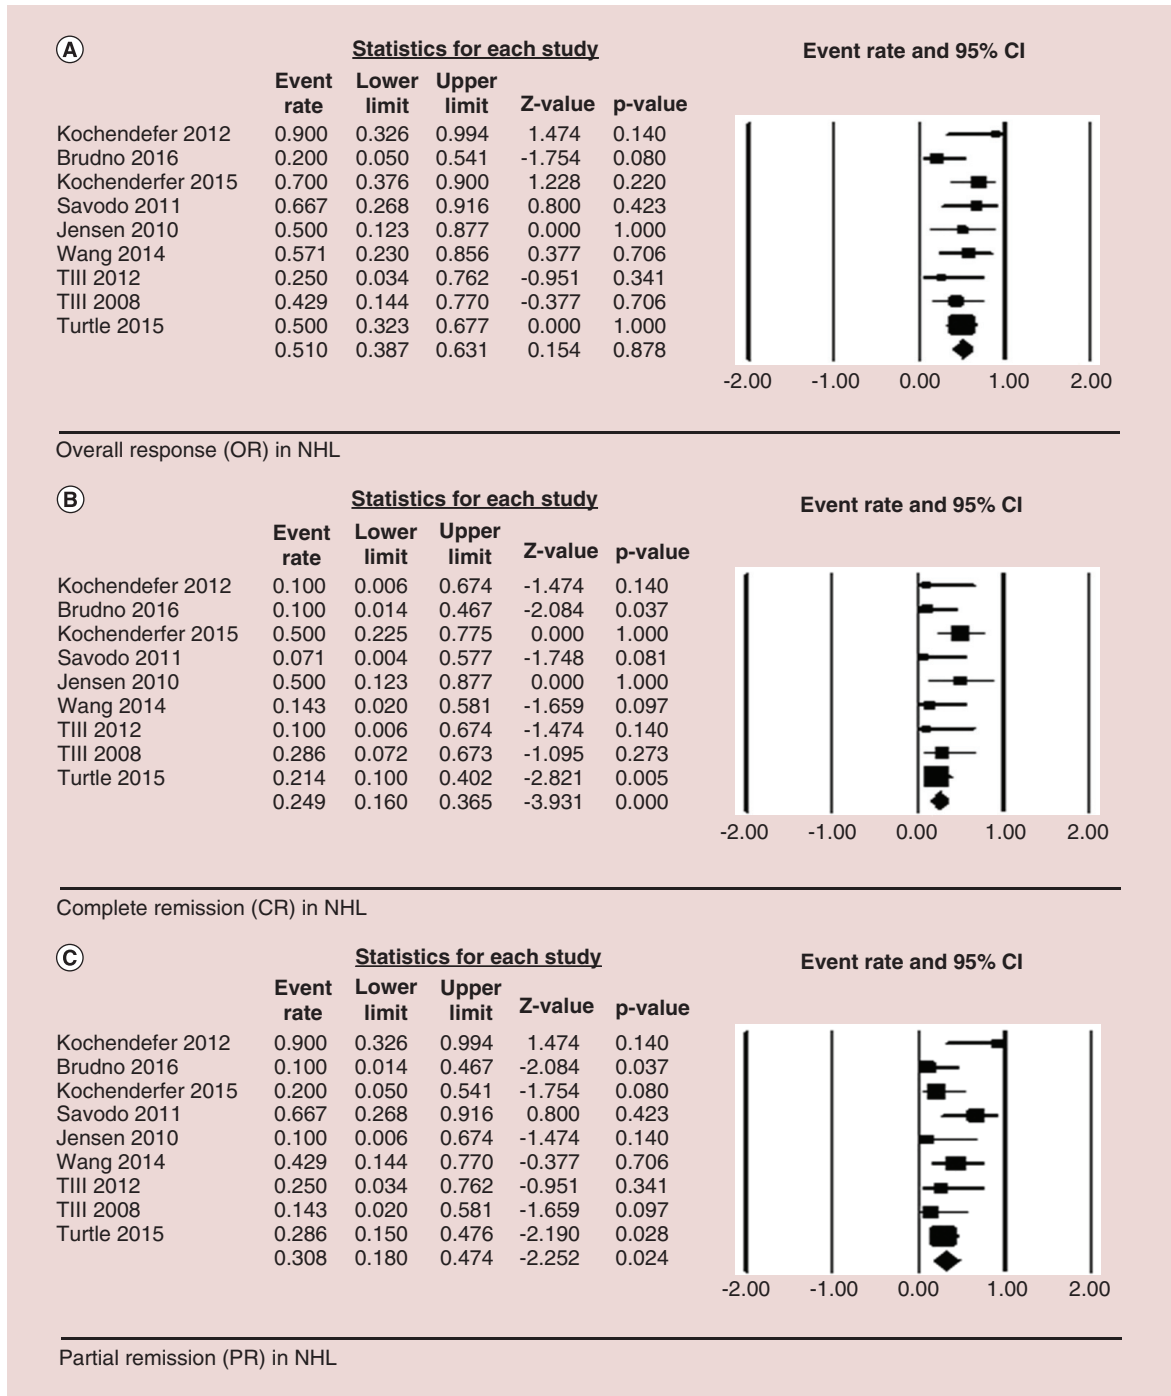 A
Statistics for each study
Event rate and 95% CI
Event rate Lower limit Upper limit Z-value p-value
Kochendefer 2012 0.900 0.326 0.994 1.474 0.140
Brudno 2016 0.200 0.050 0.541 -1.754 0.080
Kochenderfer 2015 0.700 0.376 0.900 1.228 0.220
Savodo 2011 0.667 0.268 0.916 0.800 0.423
Jensen 2010 0.500 0.123 0.877 0.000 1.000
Wang 2014 0.571 0.230 0.856 0.377 0.706
TIII 2012 0.250 0.034 0.762 -0.951 0.341
TIII 2008 0.429 0.144 0.770 -0.377 0.706
Turtle 2015 0.500 0.323 0.677 0.000 1.000
0.510 0.387 0.631 0.154 0.878
-2.00 -1.00 0.00 1.00 2.00
Overall response (OR) in NHL
B
Statistics for each study
Event rate and 95% CI
Event rate Lower limit Upper limit Z-value p-value
Kochendefer 2012 0.100 0.006 0.674 -1.474 0.140
Brudno 2016 0.100 0.014 0.467 -2.084 0.037
Kochenderfer 2015 0.500 0.225 0.775 0.000 1.000
Savodo 2011 0.071 0.004 0.577 -1.748 0.081
Jensen 2010 0.500 0.123 0.877 0.000 1.000
Wang 2014 0.143 0.020 0.581 -1.659 0.097
TIII 2012 0.100 0.006 0.674 -1.474 0.140
TIII 2008 0.286 0.072 0.673 -1.095 0.273
Turtle 2015 0.214 0.100 0.402 -2.821 0.005
0.249 0.160 0.365 -3.931 0.000
-2.00 -1.00 0.00 1.00 2.00
Complete remission (CR) in NHL
C
Statistics for each study
Event rate and 95% CI
Event rate Lower limit Upper limit Z-value p-value
Kochendefer 2012 0.900 0.326 0.994 1.474 0.140
Brudno 2016 0.100 0.014 0.467 -2.084 0.037
Kochenderfer 2015 0.200 0.050 0.541 -1.754 0.080
Savodo 2011 0.667 0.268 0.916 0.800 0.423
Jensen 2010 0.100 0.006 0.674 -1.474 0.140
Wang 2014 0.429 0.144 0.770 -0.377 0.706
TIII 2012 0.250 0.034 0.762 -0.951 0.341
TIII 2008 0.143 0.020 0.581 -1.659 0.097
Turtle 2015 0.286 0.150 0.476 -2.190 0.028
0.308 0.180 0.474 -2.252 0.024
-2.00 -1.00 0.00 1.00 2.00
Partial remission (PR) in NHL